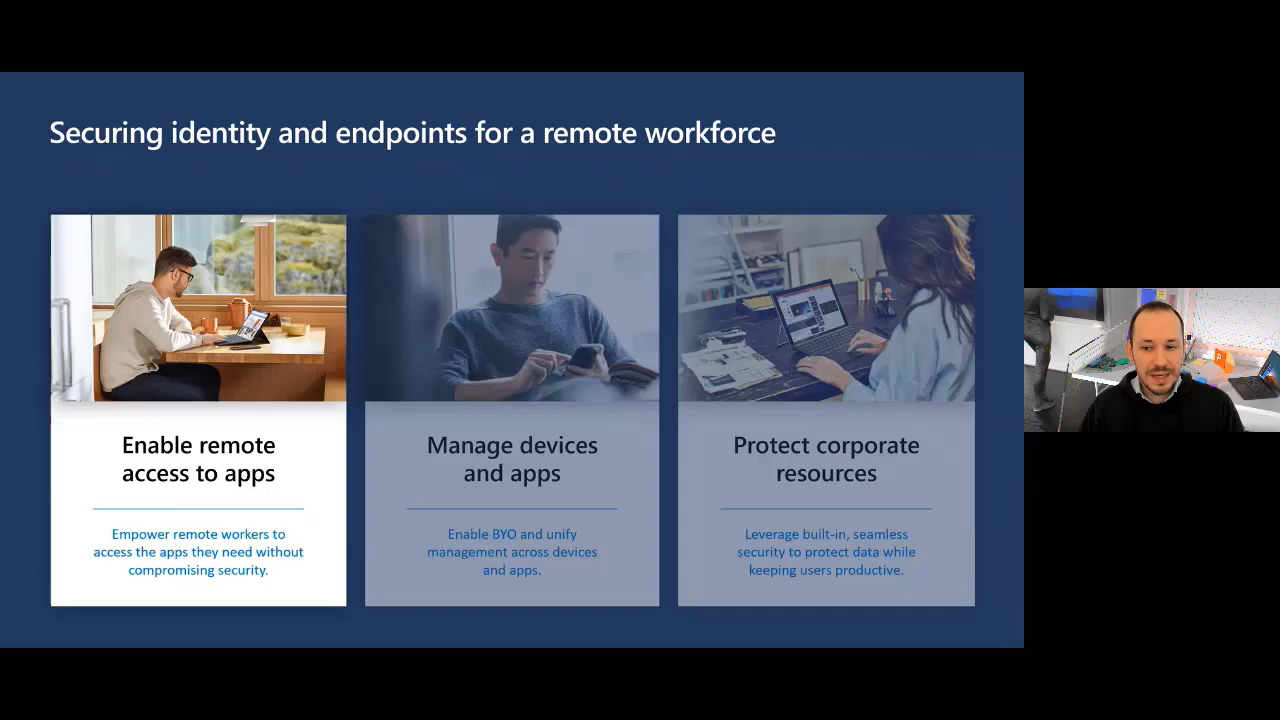 Securing identity and endpoints for a remote workforce
Enable remote
access to apps
Empower remote workers to
access the apps they need without
compromising security.
Manage devices
and apps
Enable BYO and unify
management across devices
and apps.
Protect corporate
resources
Leverage built-in, seamless
security to protect data while
keeping users productive.